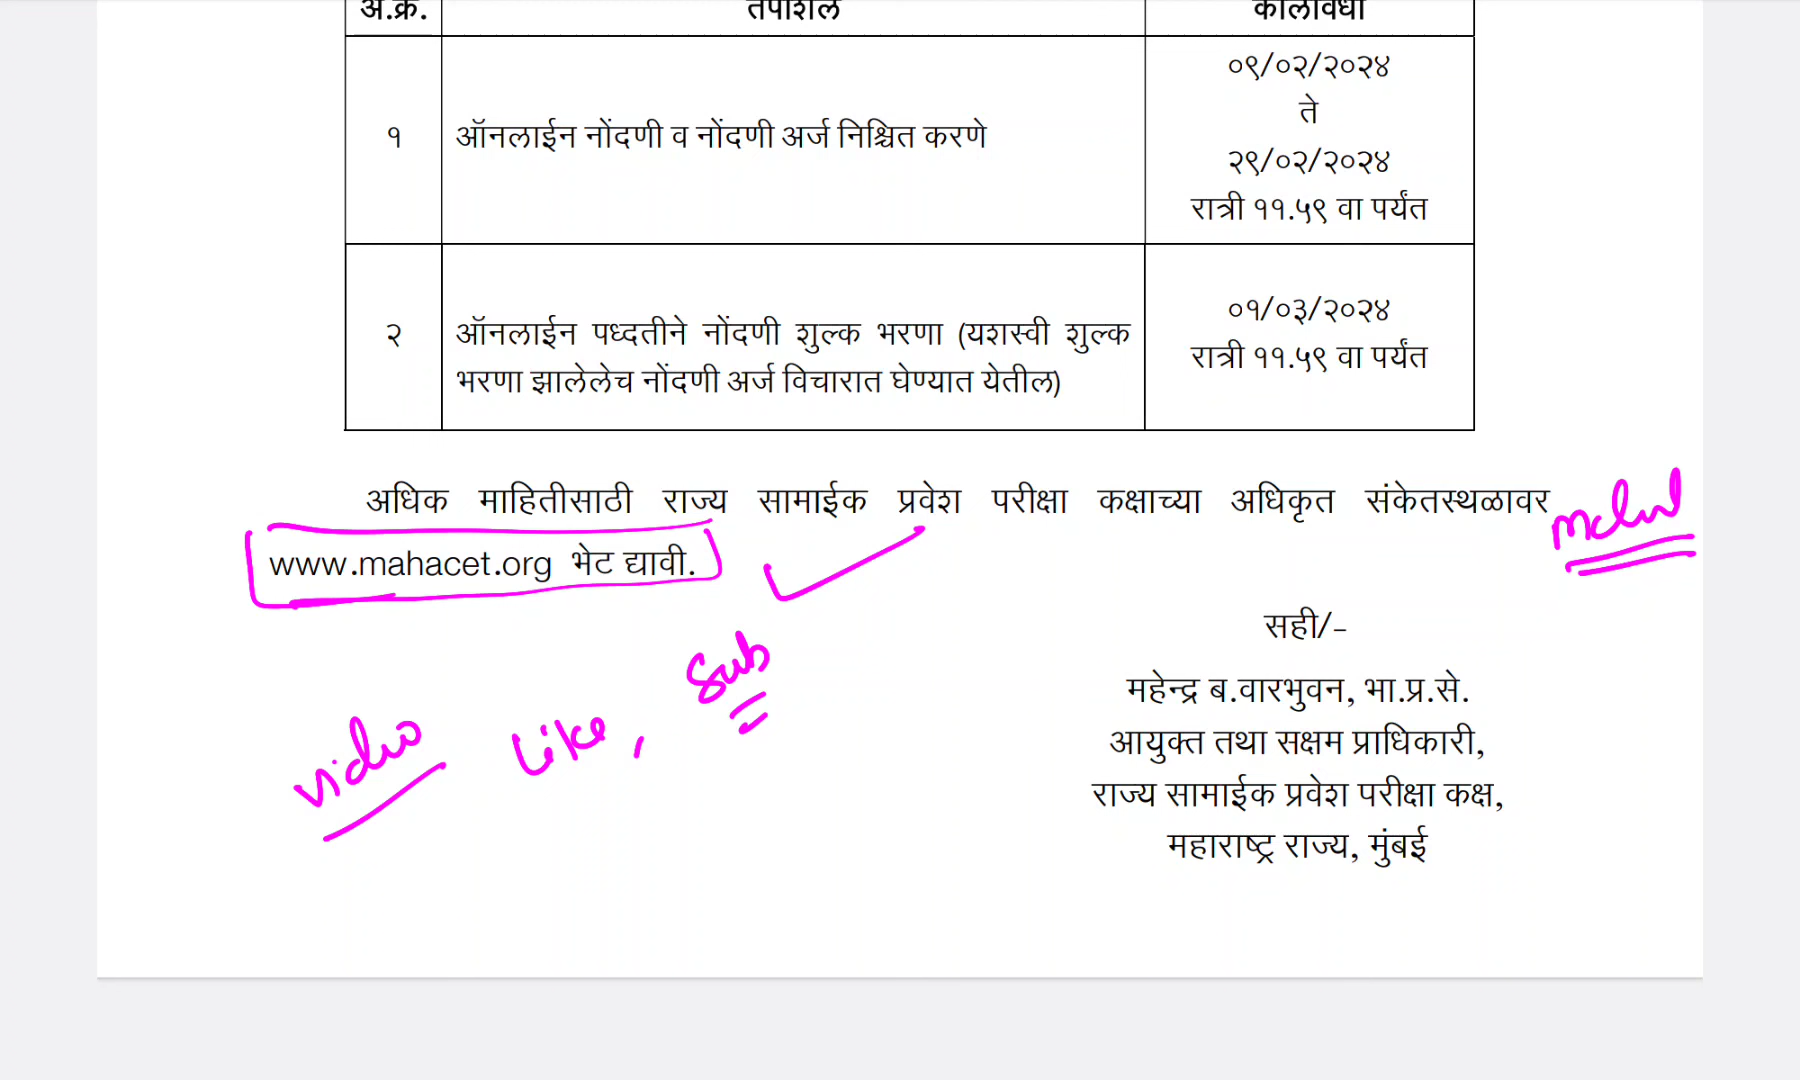 अ.क्र. तपशिल कालावधी
०९/०२/२०२४
ते
१ ऑनलाईन नोंदणी व नोंदणी अर्ज निश्चित करणे
२९/०२/२०२४
रात्री ११.५९ वा पर्यंत
०१/०३/२०२४
२ ऑनलाईन पध्दतीने नोंदणी शुल्क भरणा (यशस्वी शुल्क
रात्री ११.५९ वा पर्यंत
भरणा झालेलेच नोंदणी अर्ज विचारात घेण्यात येतील)
अधिक माहितीसाठी राज्य सामाईक प्रवेश परीक्षा कक्षाच्या अधिकृत संकेतस्थळावर
www.mahacet.org भेट द्यावी.
सही/-
Sub
महेन्द्र ब.वारभुवन, भा.प्र.से.
video Like,
आयुक्त तथा सक्षम प्राधिकारी,
राज्य सामाईक प्रवेश परीक्षा कक्ष,
महाराष्ट्र राज्य, मुंबई